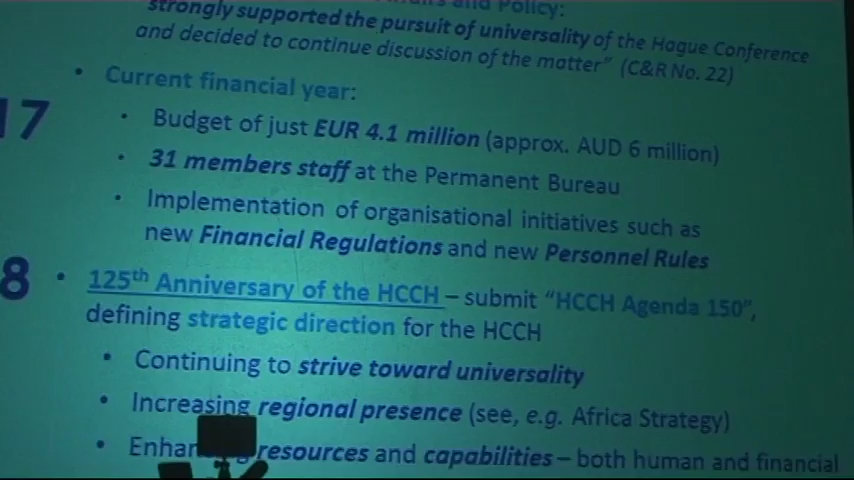 and Policy:
strongly supported the pursuit of universality of the Hague Conference
and decided to continue discussion of the matter" (C&R No. 22)
• Current financial year:
17
• Budget of just EUR 4.1 million (approx. AUD 6 million)
• 31 members staff at the Permanent Bureau
• Implementation of organisational initiatives such as
new Financial Regulations and new Personnel Rules
8
• 125th Anniversary of the HCCH – submit "HCCH Agenda 150",
defining strategic direction for the HCCH
• Continuing to strive toward universality
• Increasing regional presence (see, e.g. Africa Strategy)
• resources and capabilities – both human and financial